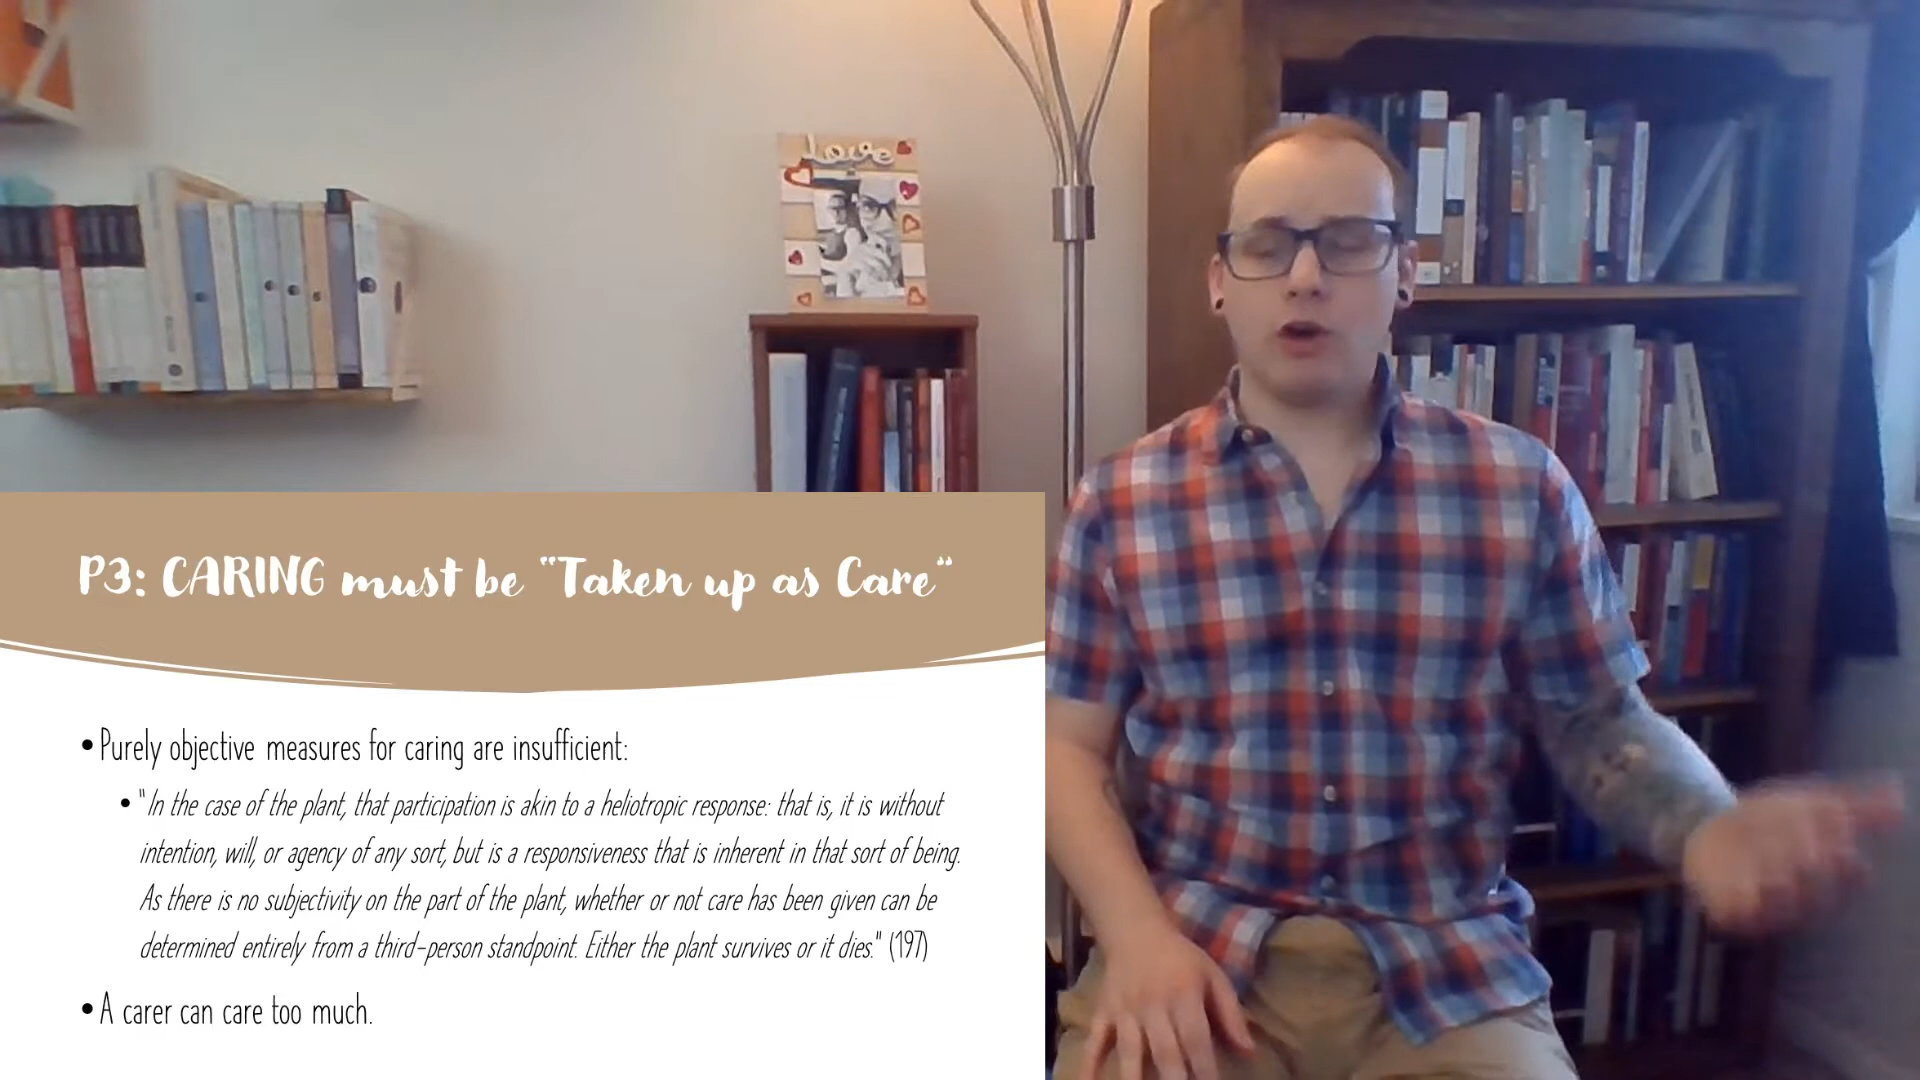 Love
P3: CARING must be "Taken up as Care"
• Purely objective measures for caring are insufficient:
• "In the case of the plant, that participation is akin to a heliotropic response: that is, it is without
intention, will, or agency of any sort, but is a responsiveness that is inherent in that sort of being.
As there is no subjectivity on the part of the plant, whether or not care has been given can be
determined entirely from a third-person standpoint. Either the plant survives or it dies." (197)
• A carer can care too much.